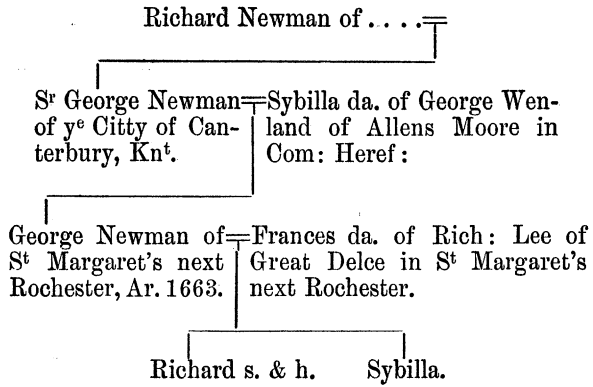 Richard Newman of . . . . =
Sʳ George Newman=Sybilla da. of George Wen-
of yᵉ Citty of Can- land of Allens Moore in
terbury, Knᵗ. Com: Heref:
George Newman of=Frances da. of Rich: Lee of
Sᵗ Margaret's next Great Delce in Sᵗ Margaret's
Rochester, Ar. 1663. next Rochester.
Richard s. & h. Sybilla.